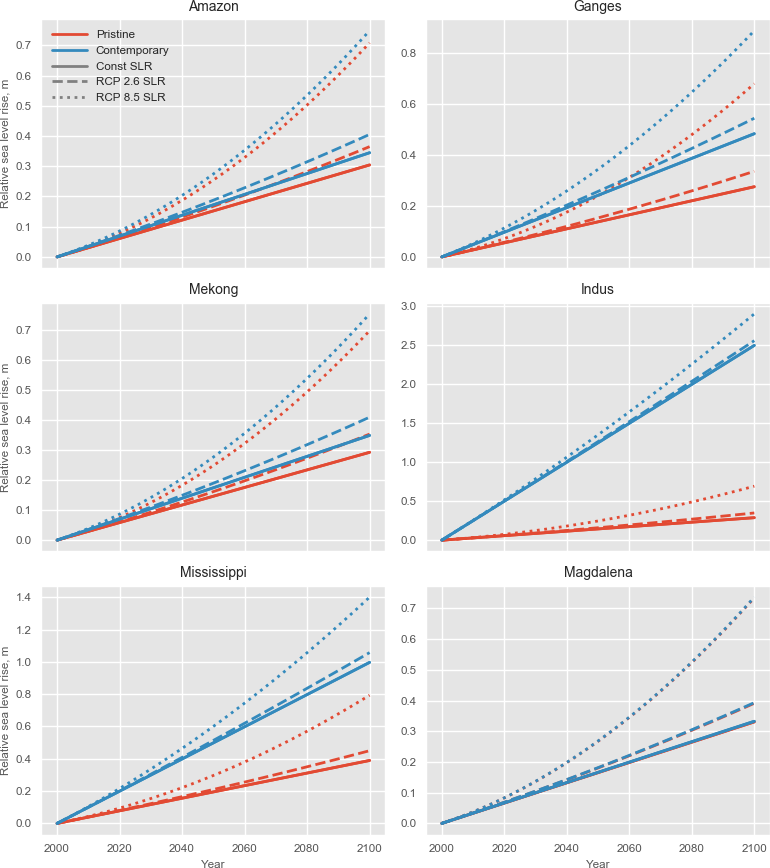 Amazon
Relative sea level rise, m
0.7
0.6
0.5
0.4
0.3
0.2
0.1
0.0
Pristine
Contemporary
Const SLR
RCP 2.6 SLR
RCP 8.5 SLR
Ganges
0.8
0.6
0.4
0.2
0.0
Mekong
Relative sea level rise, m
0.7
0.6
0.5
0.4
0.3
0.2
0.1
0.0
Indus
3.0
2.5
2.0
1.5
1.0
0.5
0.0
Mississippi
Relative sea level rise, m
1.4
1.2
1.0
0.8
0.6
0.4
0.2
0.0
2000 2020 2040 2060 2080 2100
Year
Magdalena
0.7
0.6
0.5
0.4
0.3
0.2
0.1
0.0
2000 2020 2040 2060 2080 2100
Year